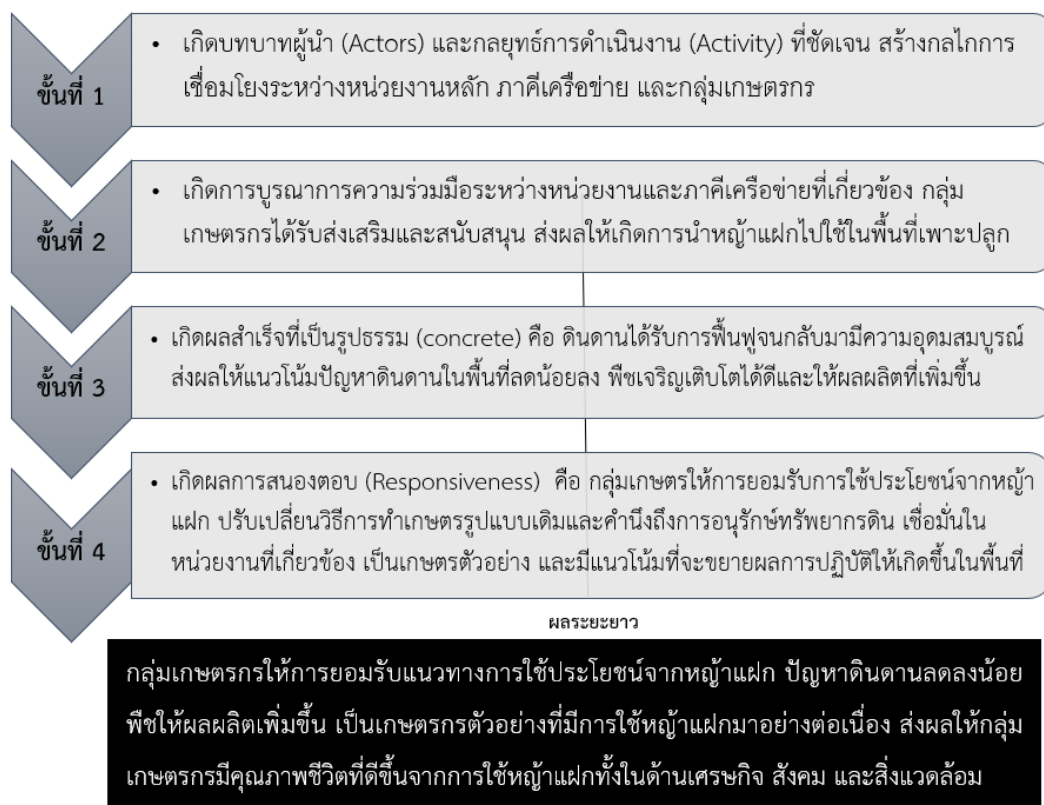 ขั้นที่ 1
• เกิดบทบาทผู้นำ (Actors) และกลยุทธ์การดำเนินงาน (Activity) ที่ชัดเจน สร้างกลไกการ
เชื่อมโยงระหว่างหน่วยงานหลัก ภาคีเครือข่าย และกลุ่มเกษตรกร
ขั้นที่ 2
• เกิดการบูรณาการความร่วมมือระหว่างหน่วยงานและภาคีเครือข่ายที่เกี่ยวข้อง กลุ่ม
เกษตรกรได้รับส่งเสริมและสนับสนุน ส่งผลให้เกิดการนำหญ้าแฝกไปใช้ในพื้นที่เพาะปลูก
ขั้นที่ 3
• เกิดผลสำเร็จที่เป็นรูปธรรม (concrete) คือ ดินดานได้รับการฟื้นฟูจนกลับมามีความอุดมสมบูรณ์
ส่งผลให้แนวโน้มปัญหาดินดานในพื้นที่ลดน้อยลง พืชเจริญเติบโตได้ดีและให้ผลผลิตที่เพิ่มขึ้น
ขั้นที่ 4
• เกิดผลการสนองตอบ (Responsiveness) คือ กลุ่มเกษตรให้การยอมรับการใช้ประโยชน์จากหญ้า
แฝก ปรับเปลี่ยนวิธีการทำเกษตรรูปแบบเดิมและคำนึงถึงการอนุรักษ์ทรัพยากรดิน เชื่อมั่นใน
หน่วยงานที่เกี่ยวข้อง เป็นเกษตรตัวอย่าง และมีแนวโน้มที่จะขยายผลการปฏิบัติให้เกิดขึ้นในพื้นที่
ผลระยะยาว
กลุ่มเกษตรกรให้การยอมรับแนวทางการใช้ประโยชน์จากหญ้าแฝก ปัญหาดินดานลดลงน้อย
พืชให้ผลผลิตเพิ่มขึ้น เป็นเกษตรกรตัวอย่างที่มีการใช้หญ้าแฝกมาอย่างต่อเนื่อง ส่งผลให้กลุ่ม
เกษตรกรมีคุณภาพชีวิตที่ดีขึ้นจากการใช้หญ้าแฝกทั้งในด้านเศรษฐกิจ สังคม และสิ่งแวดล้อม